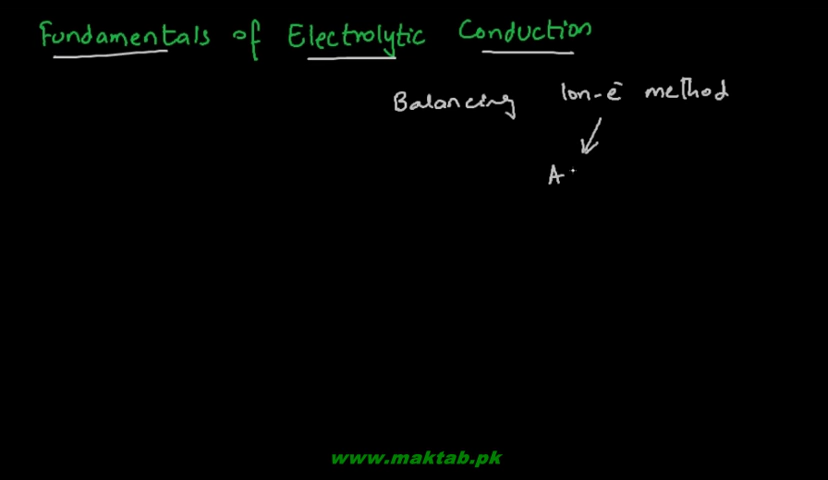 Fundamentals of Electrolytic Conduction
Balancing Ion-e̅ method
A
www.maktab.pk